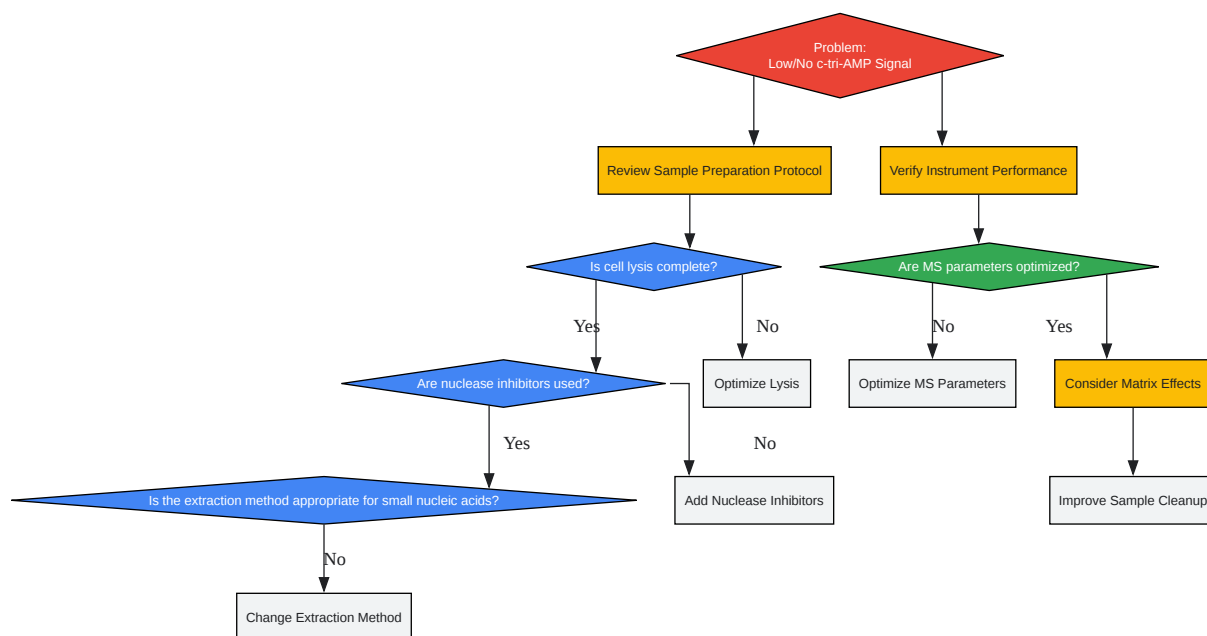 Problem:
Low/No c-tri-AMP Signal
Review Sample Preparation Protocol
Verify Instrument Performance
Is cell lysis complete?
Are MS parameters optimized?
Yes
No
No
Yes
Are nuclease inhibitors used?
Optimize Lysis
Optimize MS Parameters
Consider Matrix Effects
Yes
No
Is the extraction method appropriate for small nucleic acids?
Add Nuclease Inhibitors
Improve Sample Cleanup
No
Change Extraction Method